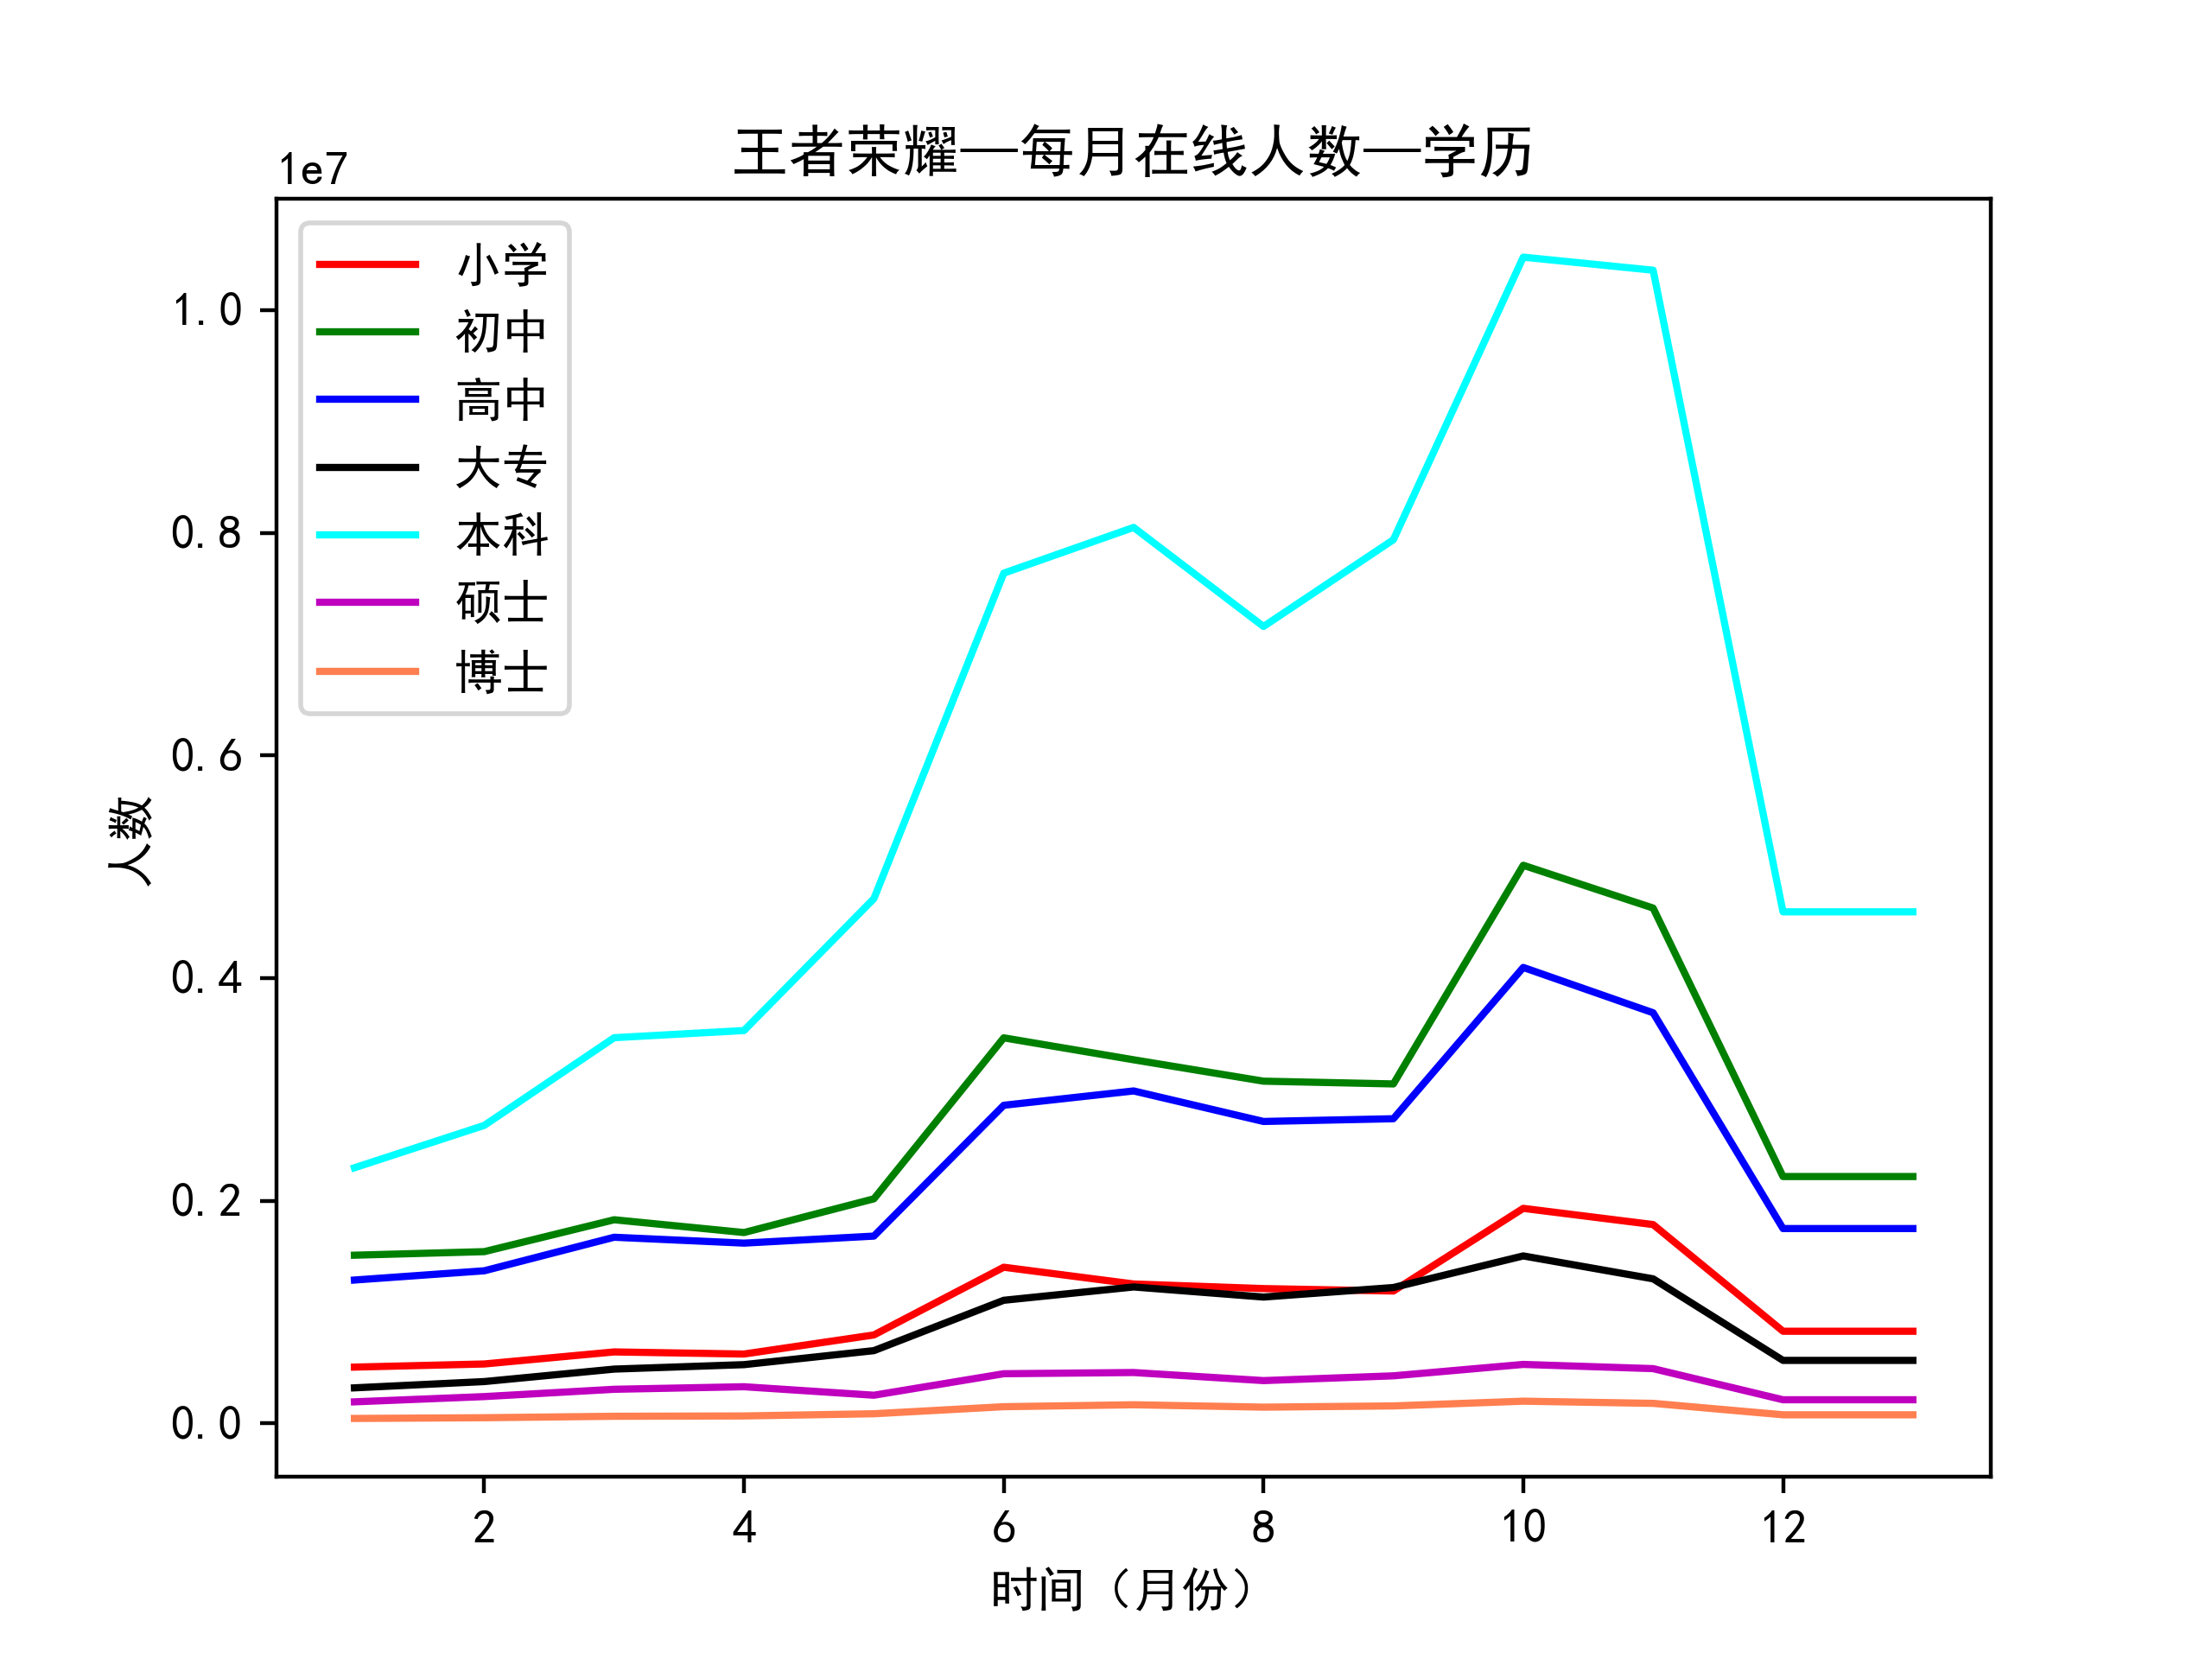 王者荣耀——每月在线人数——学历
1e7
小学
初中
高中
大专
本科
硕士
博士
1.0
0.8
0.6
0.4
0.2
0.0
人数
2 4 6 8 10 12
时间（月份）